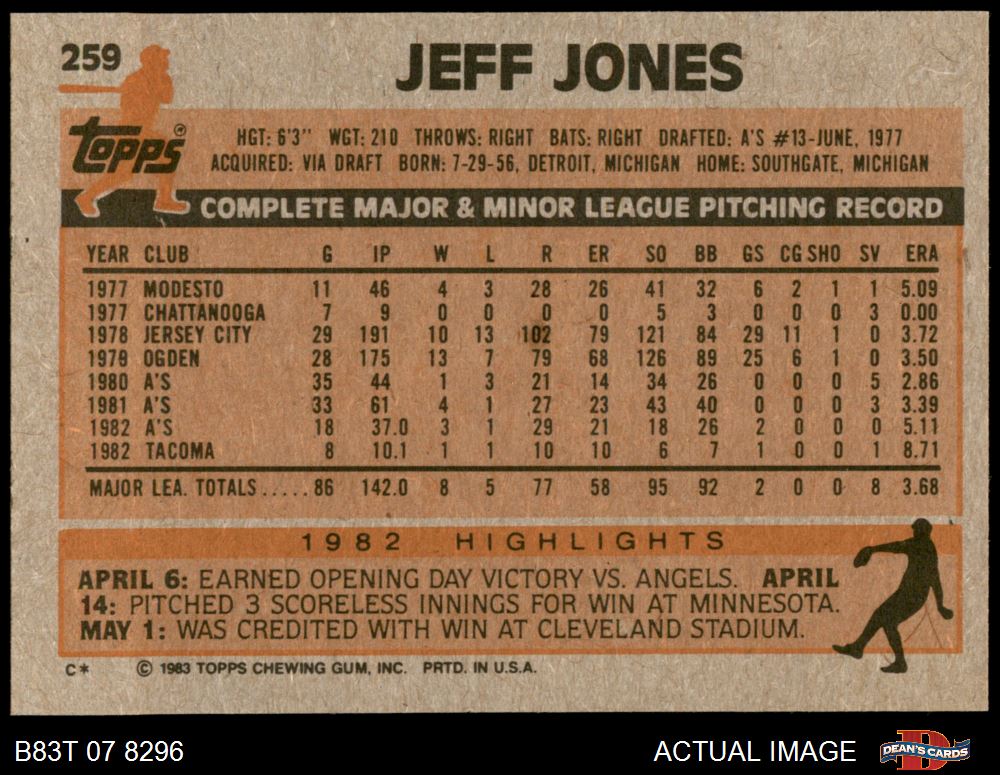 259
JEFF JONES
TOPPS®
HGT: 6'3" WGT: 210 THROWS: RIGHT BATS: RIGHT DRAFTED: A'S #13-JUNE, 1977
ACQUIRED: VIA DRAFT BORN: 7-29-56, DETROIT, MICHIGAN HOME: SOUTHGATE, MICHIGAN
COMPLETE MAJOR & MINOR LEAGUE PITCHING RECORD
YEAR CLUB G IP W L R ER SO BB GS CG SHO SV ERA
1977 MODESTO 11 46 4 3 28 26 41 32 6 2 1 1 5.09
1977 CHATTANOOGA 7 9 0 0 0 0 5 3 0 0 0 3 0.00
1978 JERSEY CITY 29 191 10 13 102 79 121 84 29 11 1 0 3.72
1979 OGDEN 28 175 13 7 79 68 126 89 25 6 1 0 3.50
1980 A'S 35 44 1 3 21 14 34 26 0 0 0 5 2.86
1981 A'S 33 61 4 1 27 23 43 40 0 0 0 3 3.39
1982 A'S 18 37.0 3 1 29 21 18 26 2 0 0 0 5.11
1982 TACOMA 8 10.1 1 1 10 10 6 7 1 0 0 1 8.71
MAJOR LEA. TOTALS ..... 86 142.0 8 5 77 58 95 92 2 0 0 8 3.68
1982 HIGHLIGHTS
APRIL 6: EARNED OPENING DAY VICTORY VS. ANGELS. APRIL
14: PITCHED 3 SCORELESS INNINGS FOR WIN AT MINNESOTA.
MAY 1: WAS CREDITED WITH WIN AT CLEVELAND STADIUM.
C* © 1983 TOPPS CHEWING GUM, INC. PRTD. IN U.S.A.
B83T 07 8296 ACTUAL IMAGE D DEAN'S CARDS